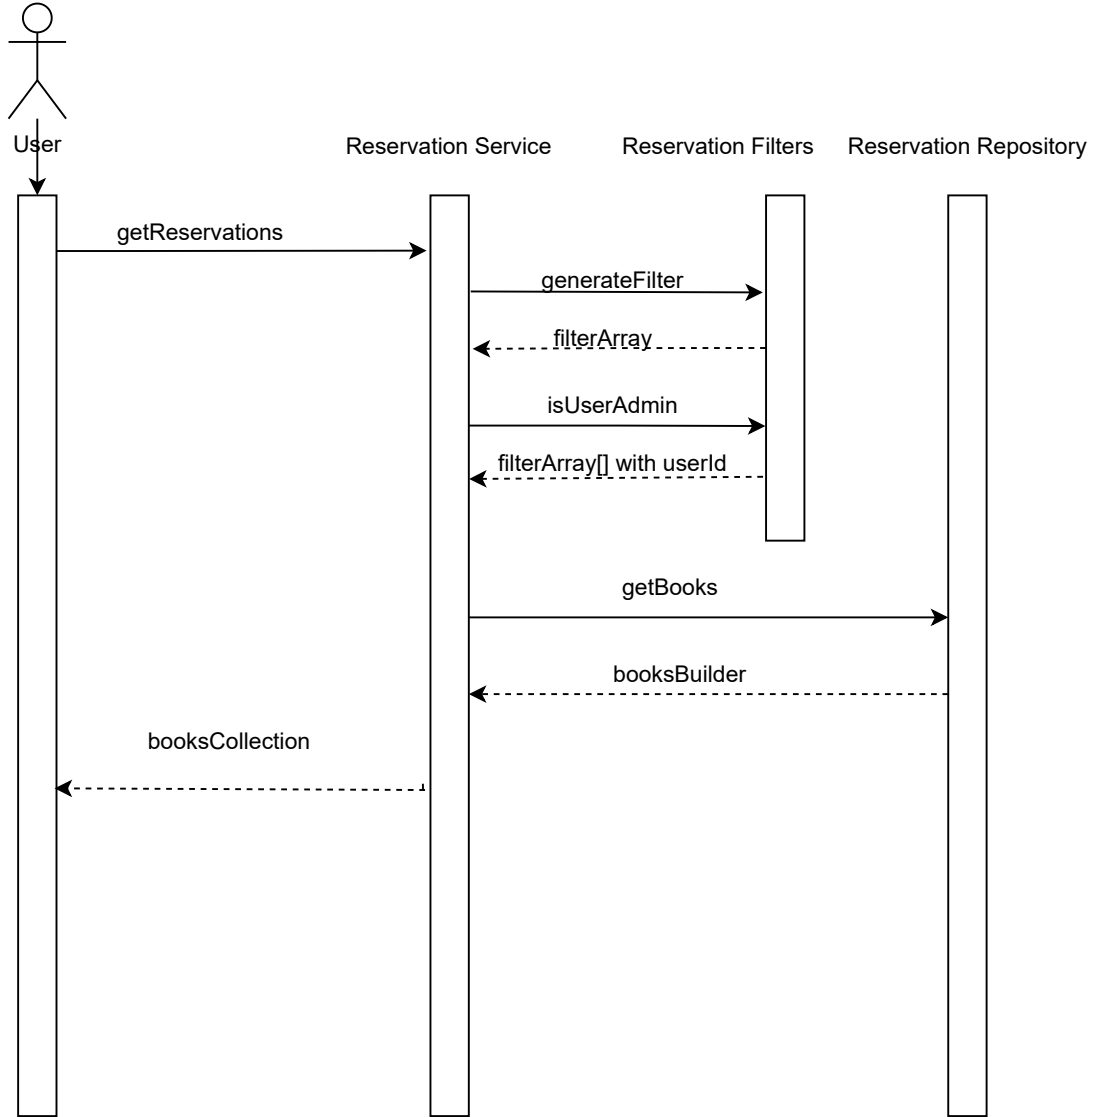 User
Reservation Service
Reservation Filters
Reservation Repository
getReservations
generateFilter
filterArray
isUserAdmin
filterArray[] with userId
getBooks
booksBuilder
booksCollection